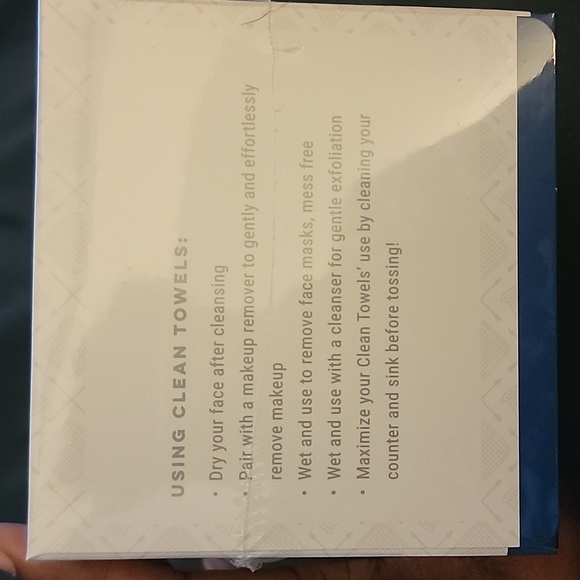 USING CLEAN TOWELS:
• Dry your face after cleansing
• Pair with a makeup remover to gently and effortlessly
remove makeup
• Wet and use to remove face masks, mess free
• Wet and use with a cleanser for gentle exfoliation
• Maximize your Clean Towels' use by cleaning your
counter and sink before tossing!